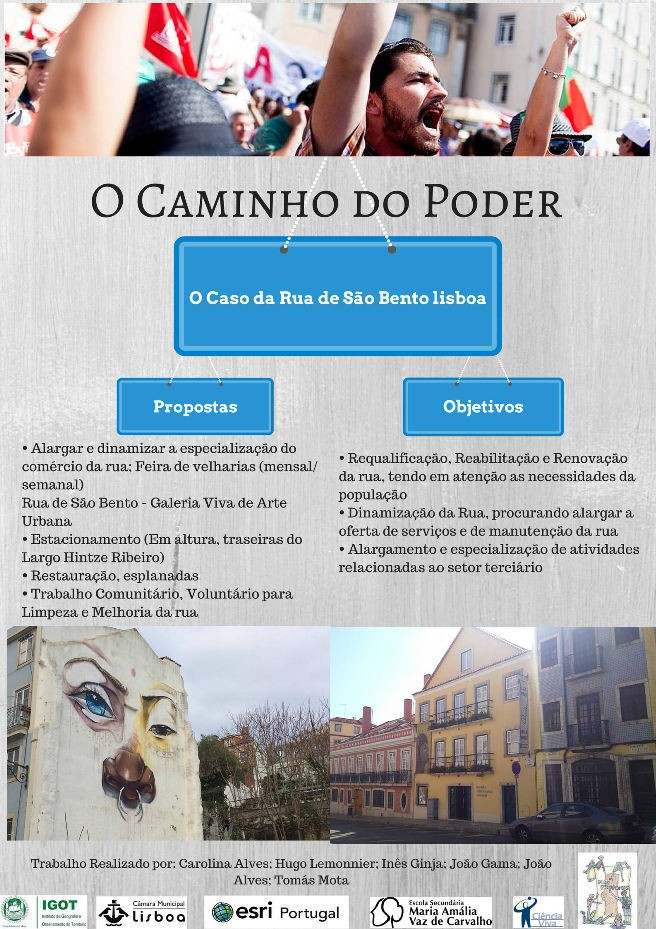 O Caminho do Poder
O Caso da Rua de São Bento lisboa
Propostas
• Alargar e dinamizar a especialização do
comércio da rua; Feira de velharias (mensal/
semanal)
Rua de São Bento - Galeria Viva de Arte
Urbana
• Estacionamento (Em altura, traseiras do
Largo Hintze Ribeiro)
• Restauração, esplanadas
• Trabalho Comunitário, Voluntário para
Limpeza e Melhoria da rua
Objetivos
• Requalificação, Reabilitação e Renovação
da rua, tendo em atenção as necessidades da
população
• Dinamização da Rua, procurando alargar a
oferta de serviços e de manutenção da rua
• Alargamento e especialização de atividades
relacionadas ao setor terciário
Trabalho Realizado por: Carolina Alves; Hugo Lemonnier; Inês Ginja; João Gama; João
Alves; Tomás Mota
IGOT
Instituto de Geografia e
Ordenamento do Território
Câmara Municipal
Lisboa
esri Portugal
Escola Secundária
Maria Amália
Vaz de Carvalho
Ciência
Viva